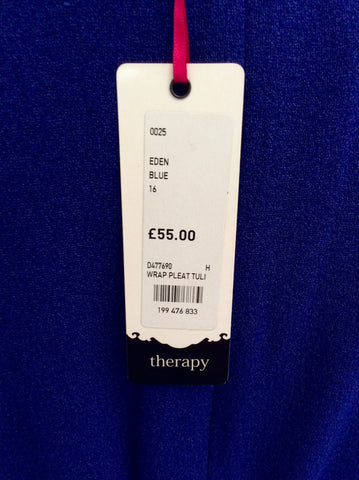 0025
EDEN
BLUE
16
£55.00
D477690 H
WRAP PLEAT TULI
199 476 833
therapy